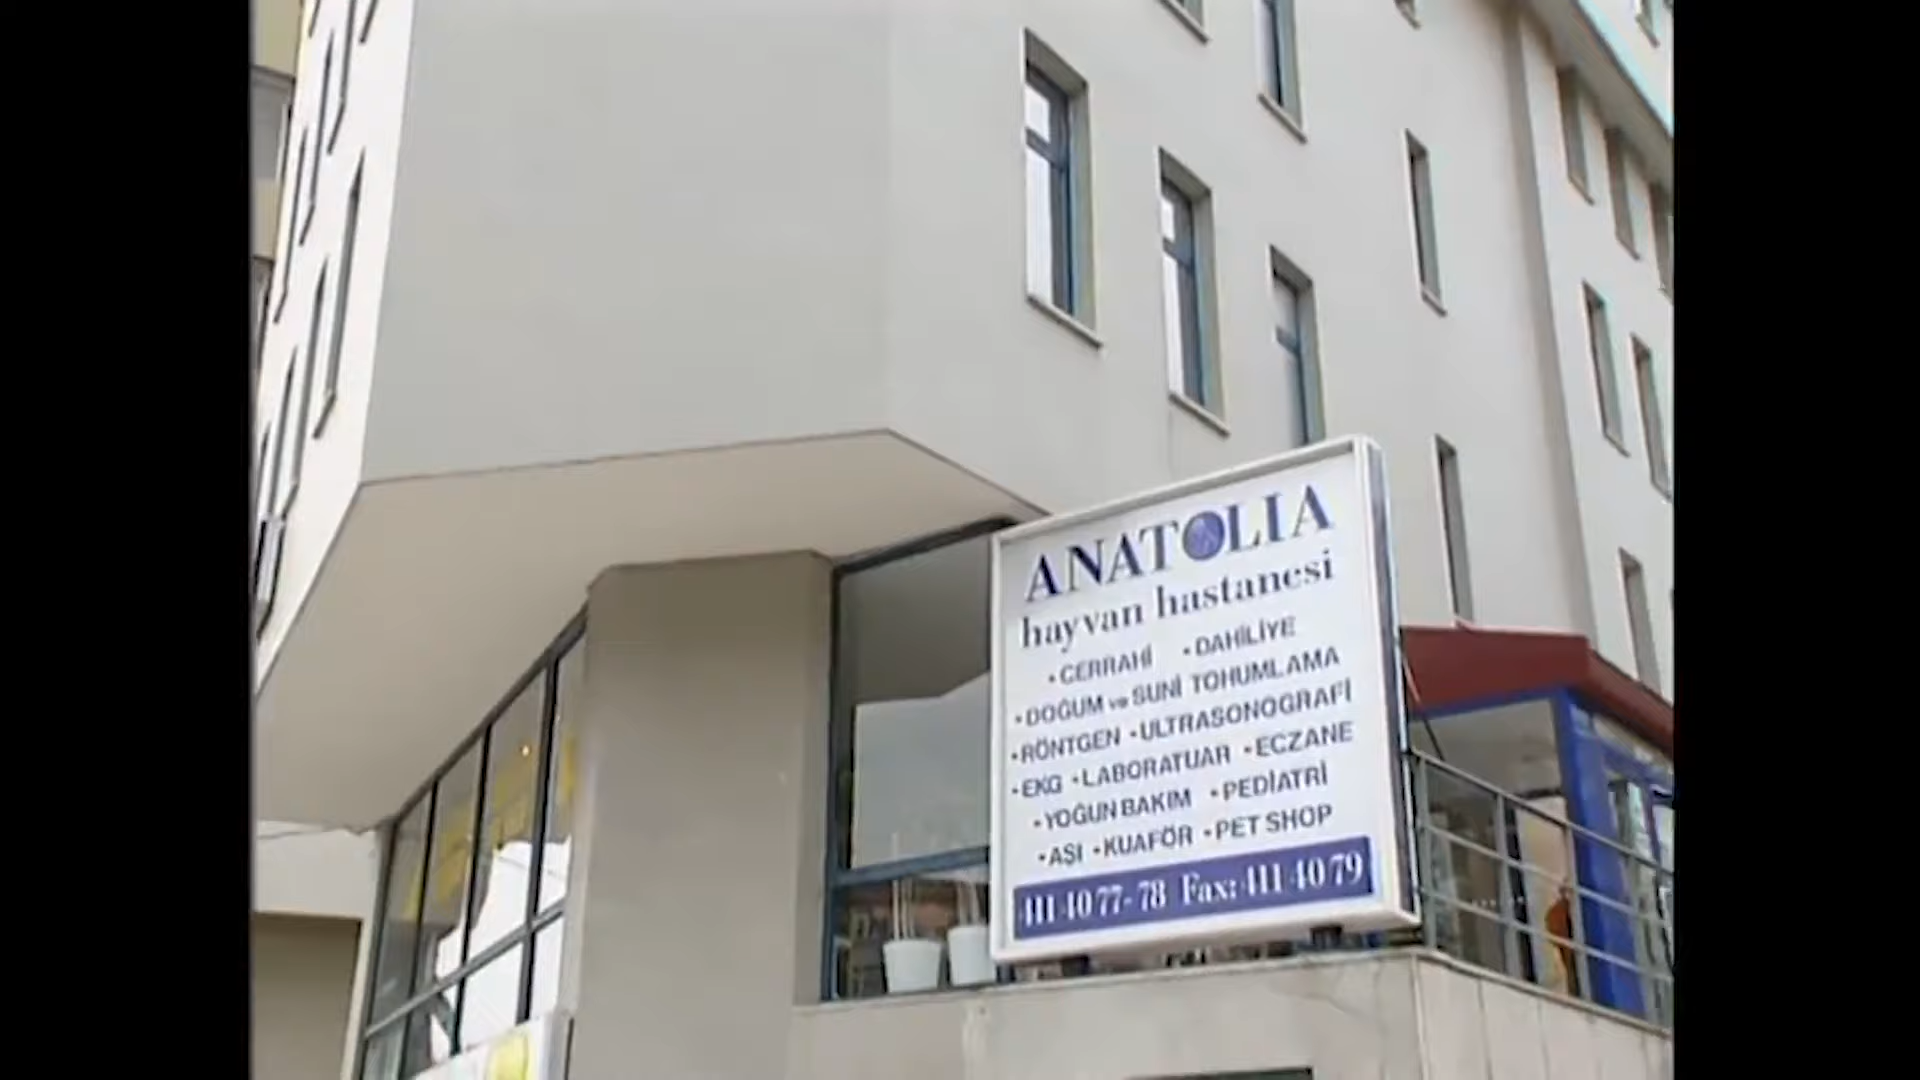 ANATOLIA
hayvan hastanesi
• CERRAHİ • DAHİLİYE
• DOĞUM ve SUNİ TOHUMLAMA
• RÖNTGEN • ULTRASONOGRAFİ
• EKG • LABORATUAR • ECZANE
• YOĞUN BAKIM • PEDİATRİ
• AŞI • KUAFÖR • PET SHOP
411 40 77- 78 Fax: 411 40 79